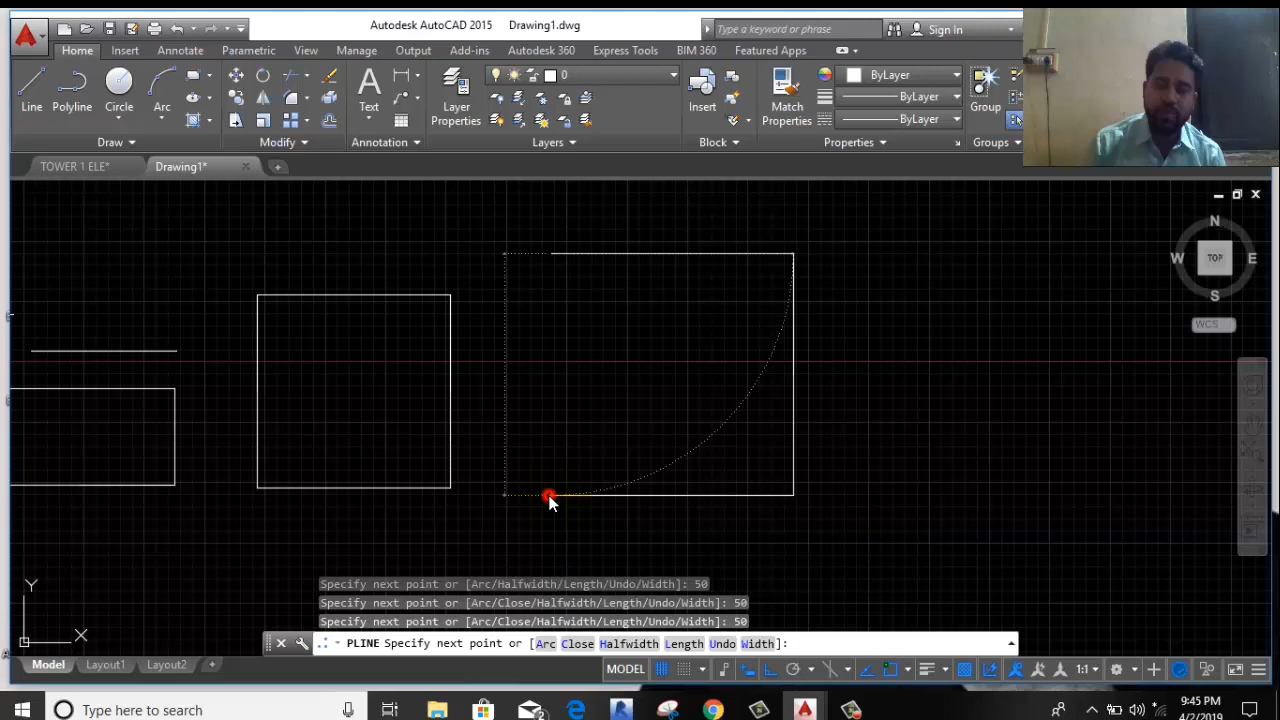 Autodesk AutoCAD 2015 Drawing1.dwg
Type a keyword or phrase
Sign In
Home Insert Annotate Parametric View Manage Output Add-ins Autodesk 360 Express Tools BIM 360 Featured Apps
Line Polyline Circle Arc
Text
Layer Properties
0
Insert
Match Properties
ByLayer
ByLayer
ByLayer
Group
Draw Modify Annotation Layers Block Properties Groups
TOWER 1 ELE* Drawing1*
N
W TOP E
S
WCS
Y
X
Specify next point or [Arc/Halfwidth/Length/Undo/Width]: 50
Specify next point or [Arc/Close/Halfwidth/Length/Undo/Width]: 50
Specify next point or [Arc/Close/Halfwidth/Length/Undo/Width]: 50
PLINE Specify next point or [Arc Close Halfwidth Length Undo Width]:
Model Layout1 Layout2
MODEL 1:1
Type here to search
9:45 PM
4/2/2019